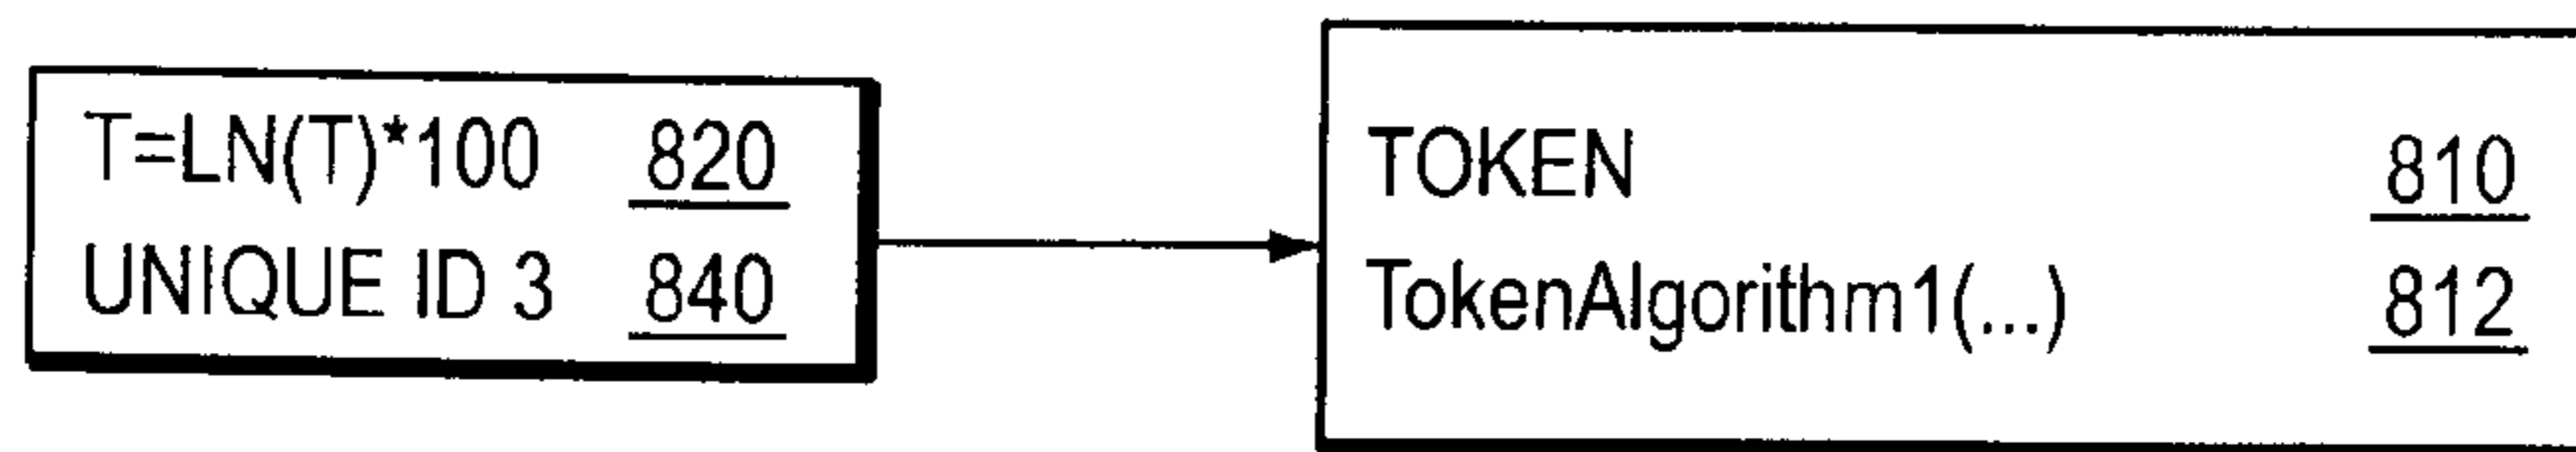 T=LN(T)*100 820
UNIQUE ID 3 840
TOKEN 810
TokenAlgorithm1(...) 812